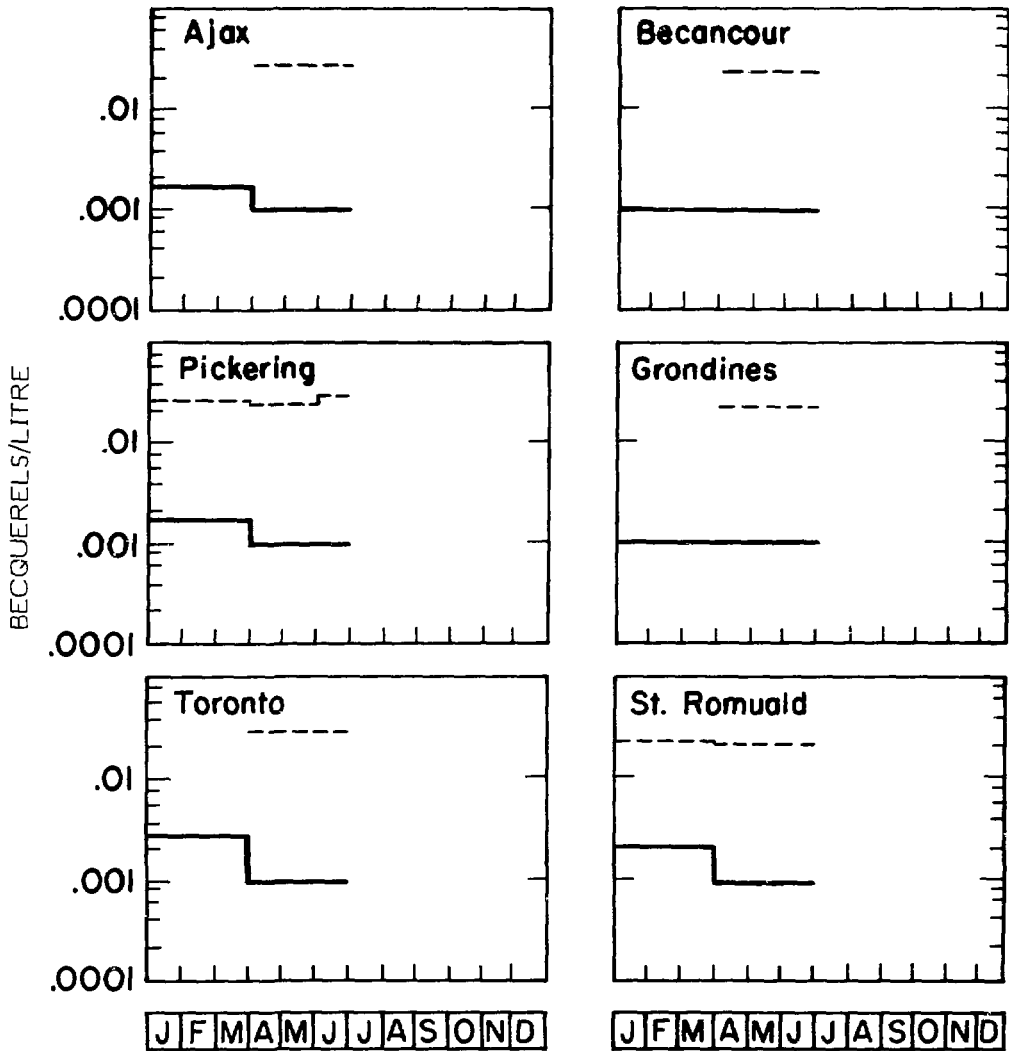 Ajax
.01
.001
.0001
Becancour
BECQUERELS/LITRE
Pickering
.01
.001
.0001
Grondines
Toronto
.01
.001
.0001
St. Romuald
J F M A M J J A S O N D
J F M A M J J A S O N D